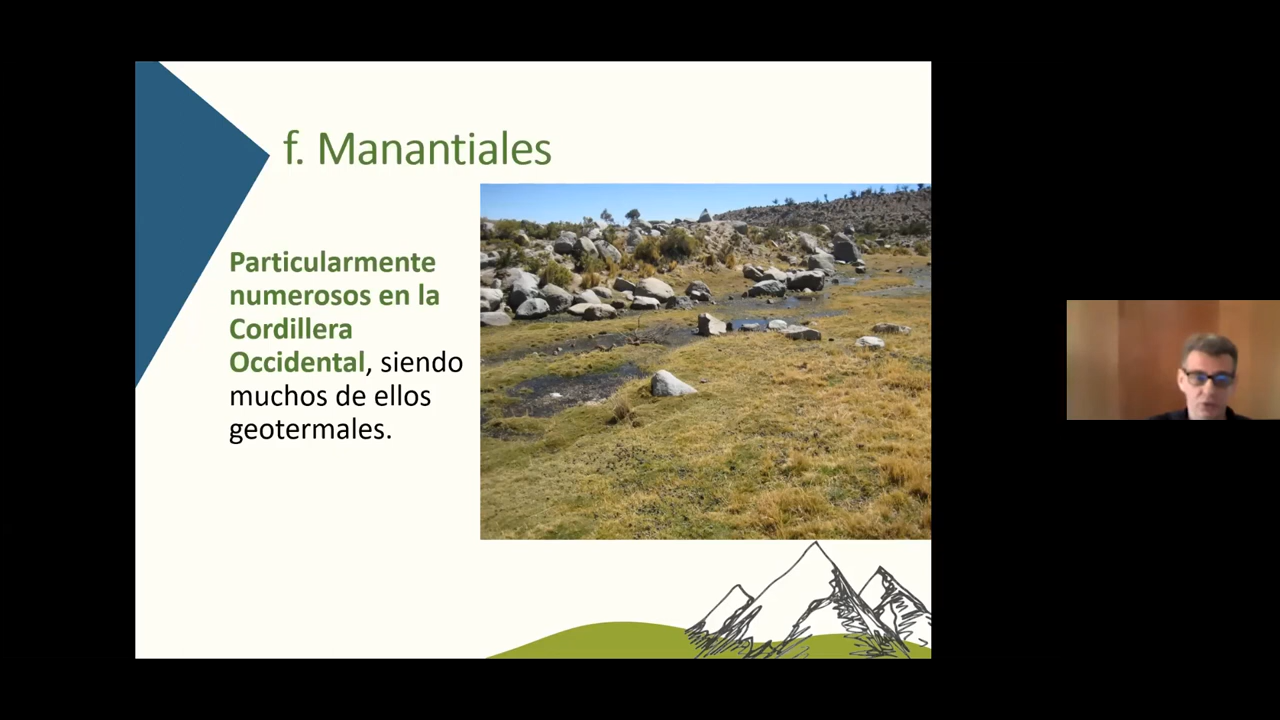 f. Manantiales
Particularmente
numerosos en la
Cordillera
Occidental, siendo
muchos de ellos
geotermales.